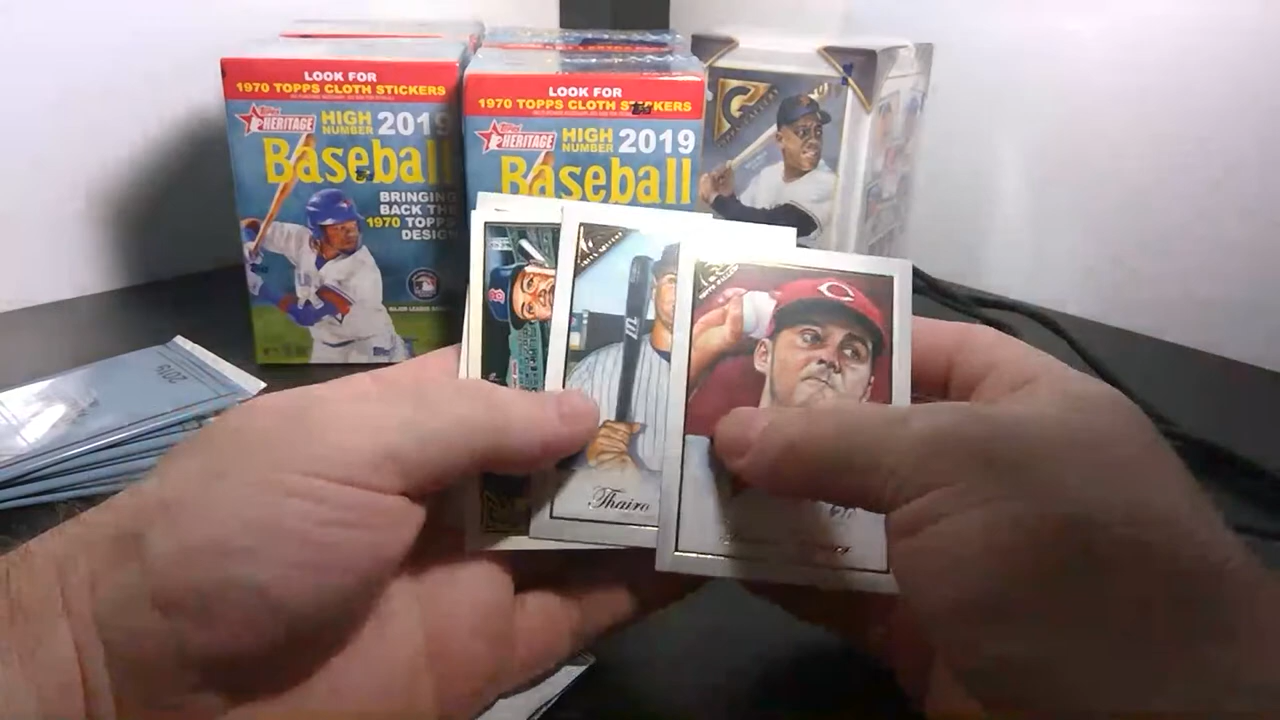 LOOK FOR
1970 TOPPS CLOTH STICKERS
Topps
HERITAGE
HIGH
NUMBER
2019
Baseball
BRINGING
BACK THE
1970 TOPPS
DESIGN
LOOK FOR
1970 TOPPS CLOTH STICKERS
Topps
HERITAGE
HIGH
NUMBER
2019
Baseball
G
2019
Thairo